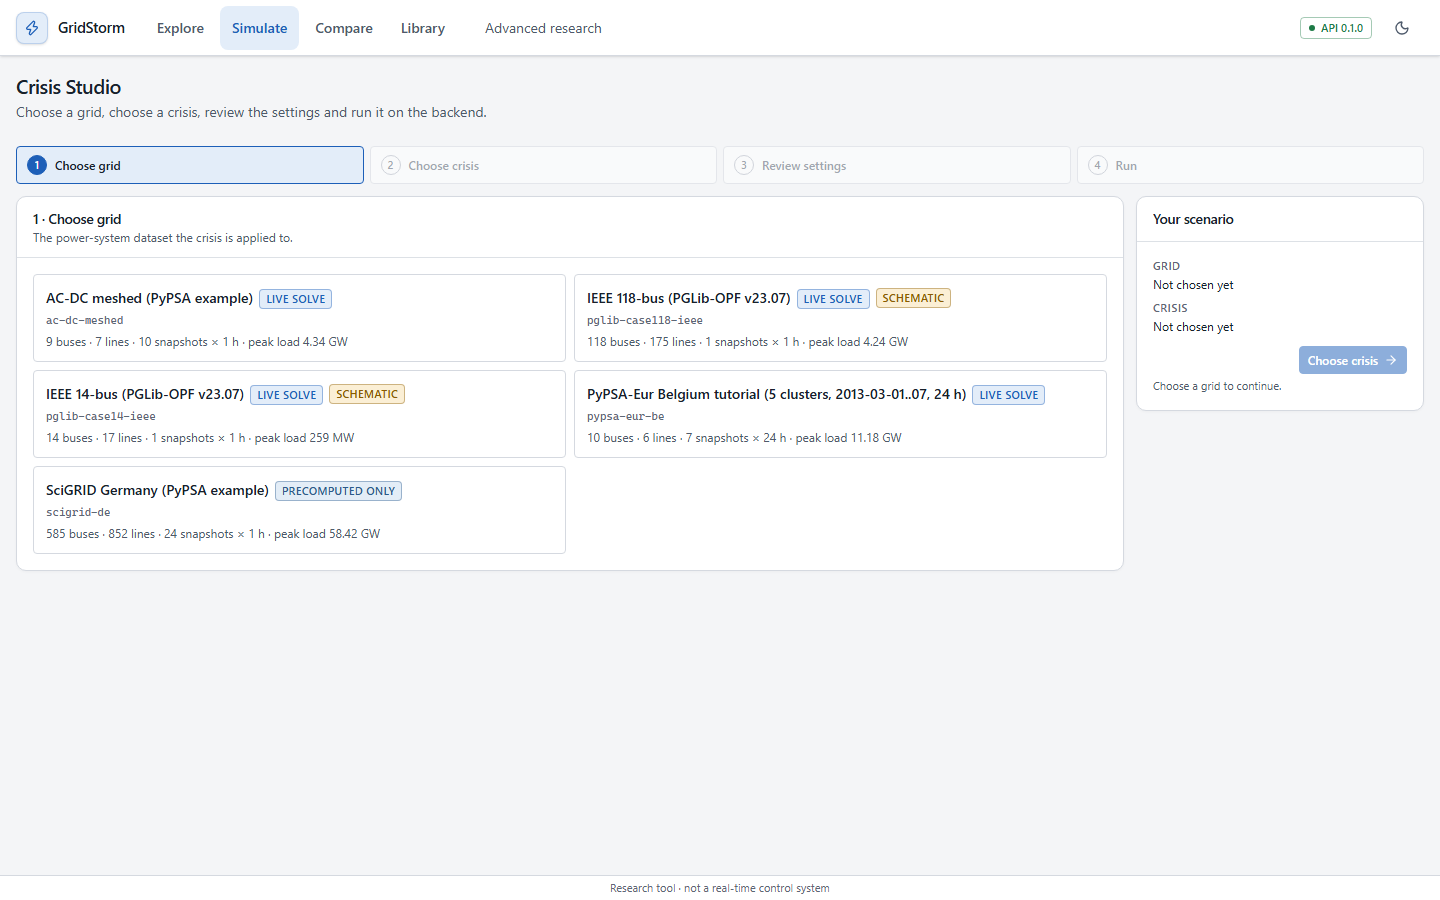 GridStorm
Explore
Simulate
Compare
Library
Advanced research
API 0.1.0
Crisis Studio
Choose a grid, choose a crisis, review the settings and run it on the backend.
1 Choose grid
2 Choose crisis
3 Review settings
4 Run
1 · Choose grid
The power-system dataset the crisis is applied to.
AC-DC meshed (PyPSA example) LIVE SOLVE
ac-dc-meshed
9 buses · 7 lines · 10 snapshots × 1 h · peak load 4.34 GW
IEEE 118-bus (PGLib-OPF v23.07) LIVE SOLVE SCHEMATIC
pglib-case118-ieee
118 buses · 175 lines · 1 snapshots × 1 h · peak load 4.24 GW
IEEE 14-bus (PGLib-OPF v23.07) LIVE SOLVE SCHEMATIC
pglib-case14-ieee
14 buses · 17 lines · 1 snapshots × 1 h · peak load 259 MW
PyPSA-Eur Belgium tutorial (5 clusters, 2013-03-01..07, 24 h) LIVE SOLVE
pypsa-eur-be
10 buses · 6 lines · 7 snapshots × 24 h · peak load 11.18 GW
SciGRID Germany (PyPSA example) PRECOMPUTED ONLY
scigrid-de
585 buses · 852 lines · 24 snapshots × 1 h · peak load 58.42 GW
Your scenario
GRID
Not chosen yet
CRISIS
Not chosen yet
Choose crisis →
Choose a grid to continue.
Research tool · not a real-time control system